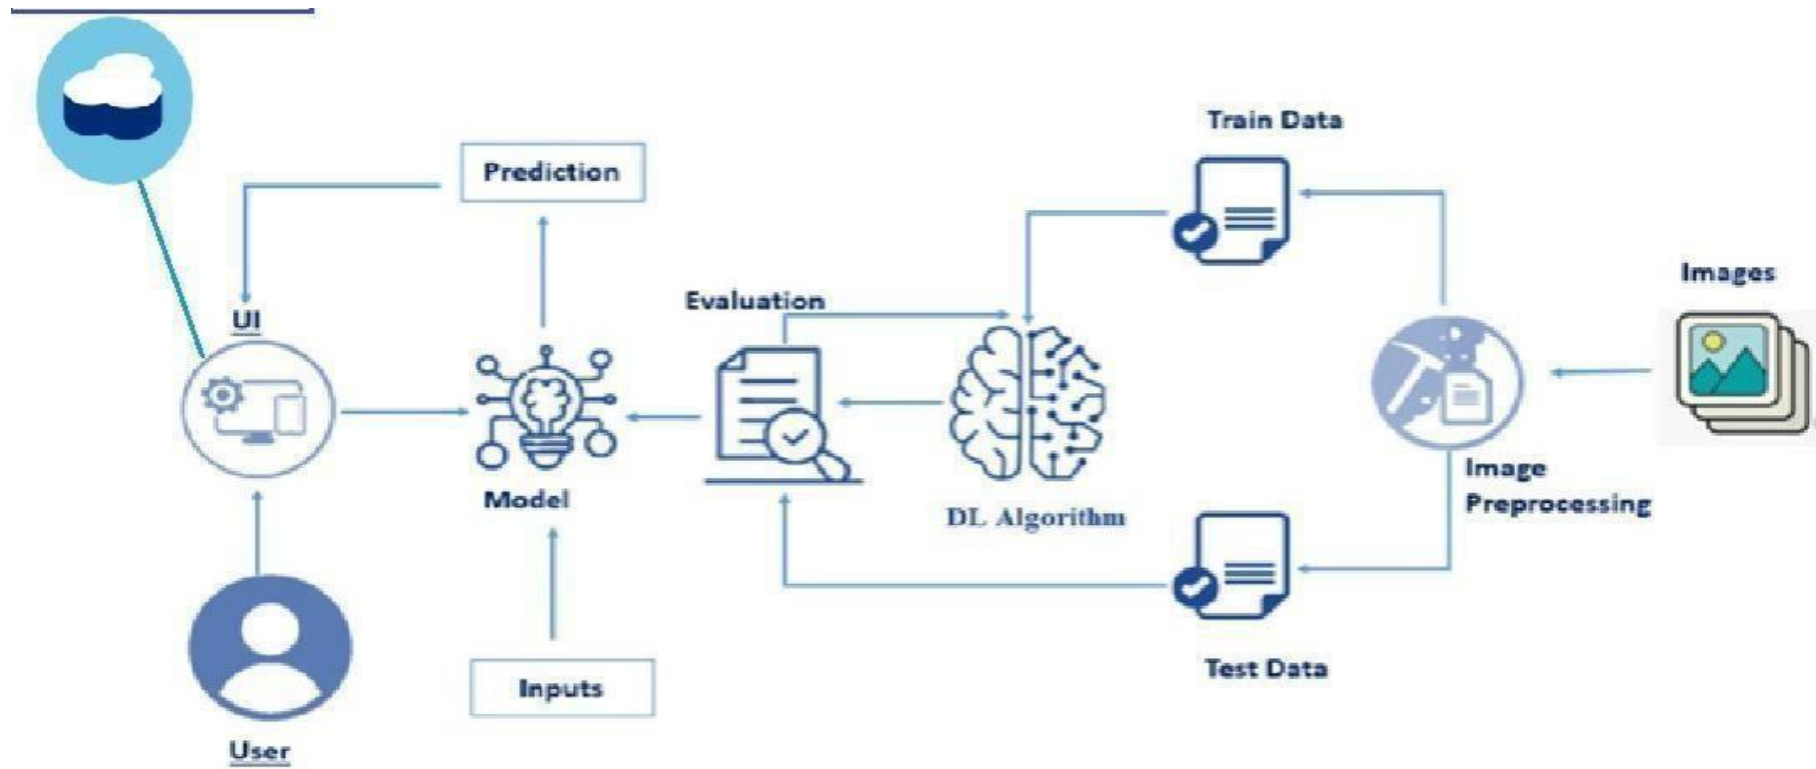 Train Data
Prediction
Images
Evaluation
UI
Image
Preprocessing
Model
DL Algorithm
Test Data
Inputs
User